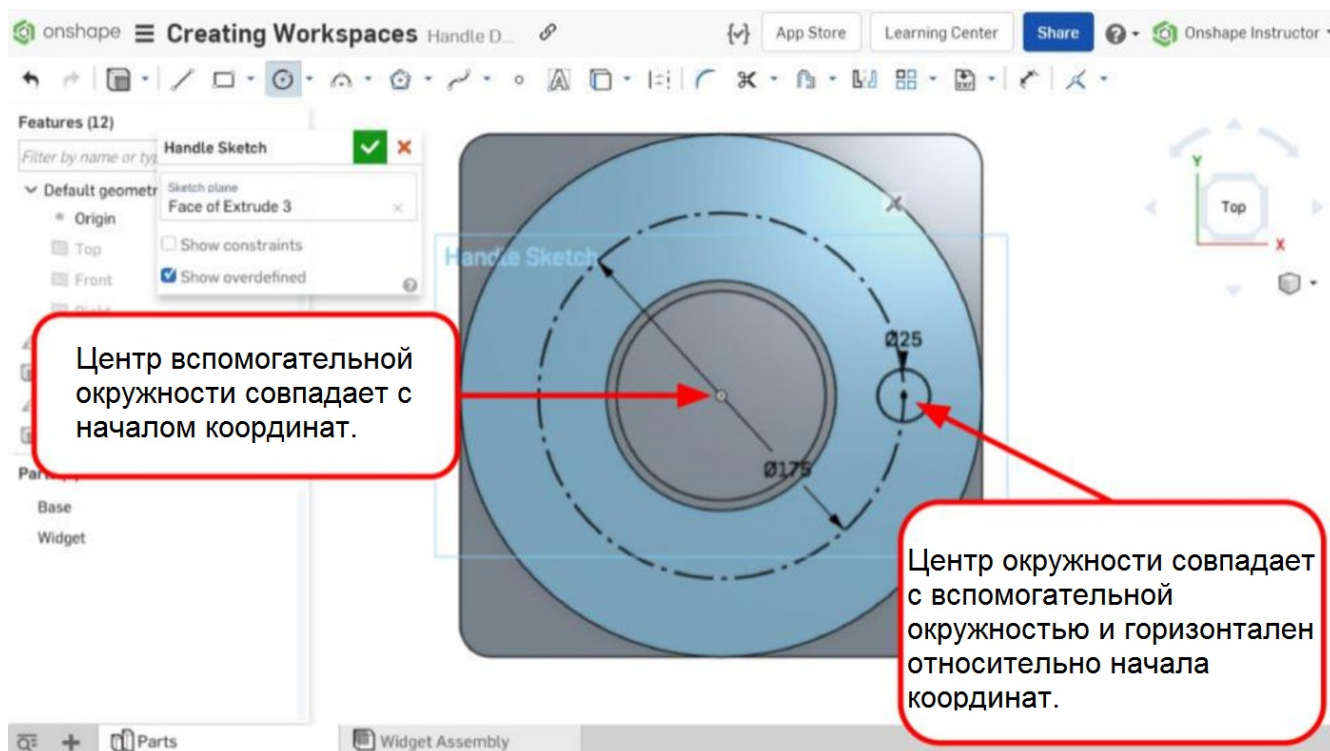 onshape Creating Workspaces Handle D... App Store Learning Center Share Onshape Instructor
Features (12)
Filter by name or typ
Handle Sketch
Default geometr
Sketch plane
Face of Extrude 3
Origin
Top
Show constraints
Front
Show overdefined
Handle Sketch
Y
Top
X
Ø25
Ø175
Центр вспомогательной
окружности совпадает с
началом координат.
Base
Widget
Центр окружности совпадает
с вспомогательной
окружностью и горизонтален
относительно начала
координат.
Parts
Widget Assembly